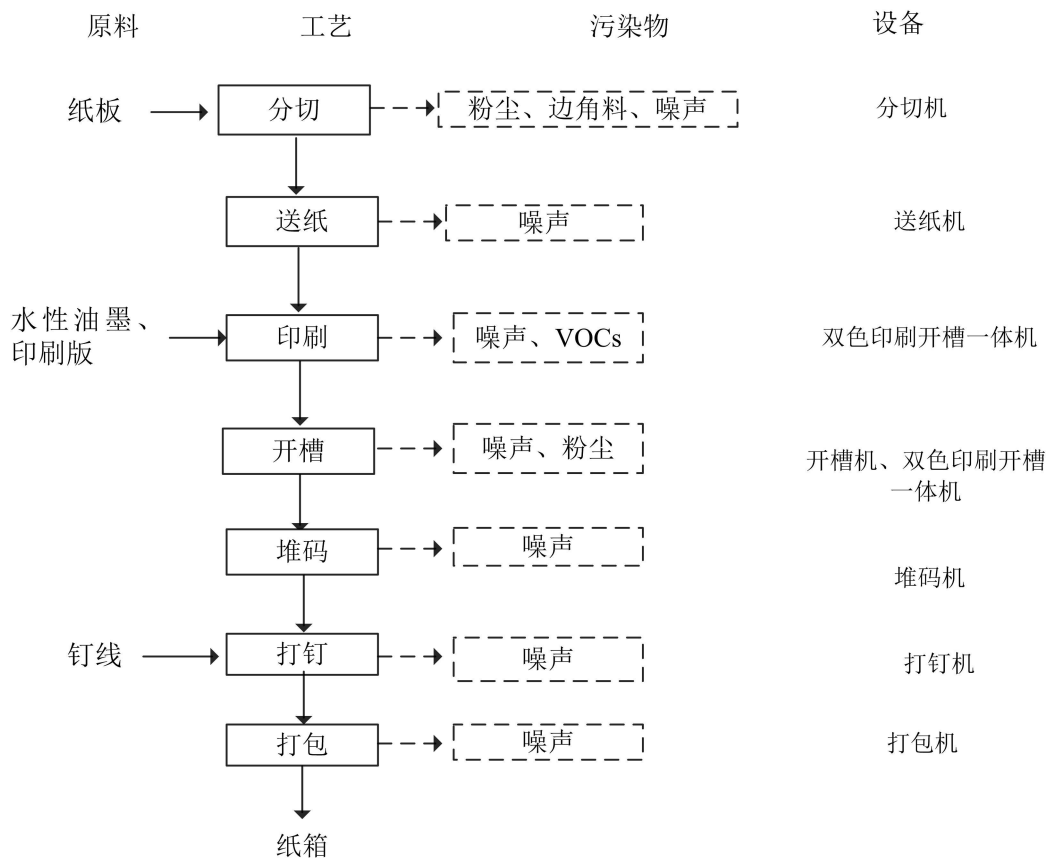 原料 工艺 污染物 设备
纸板 分切 粉尘、边角料、噪声 分切机
送纸 噪声 送纸机
水性油墨、
印刷版 印刷 噪声、VOCs 双色印刷开槽一体机
开槽 噪声、粉尘 开槽机、双色印刷开槽
一体机
堆码 噪声 堆码机
钉线 打钉 噪声 打钉机
打包 噪声 打包机
纸箱